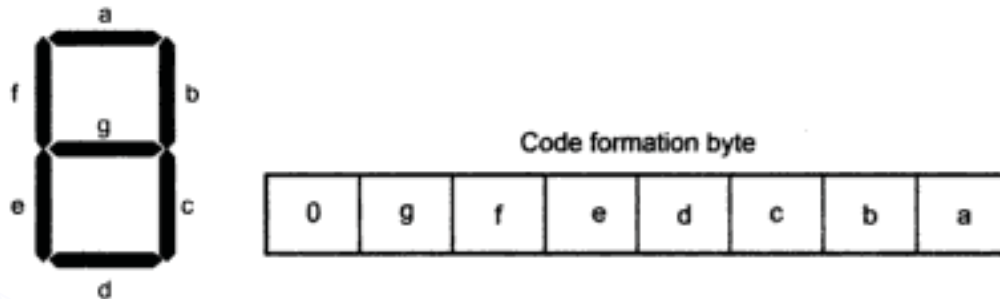 a
f b
g
e c
d
Code formation byte
0 g f e d c b a